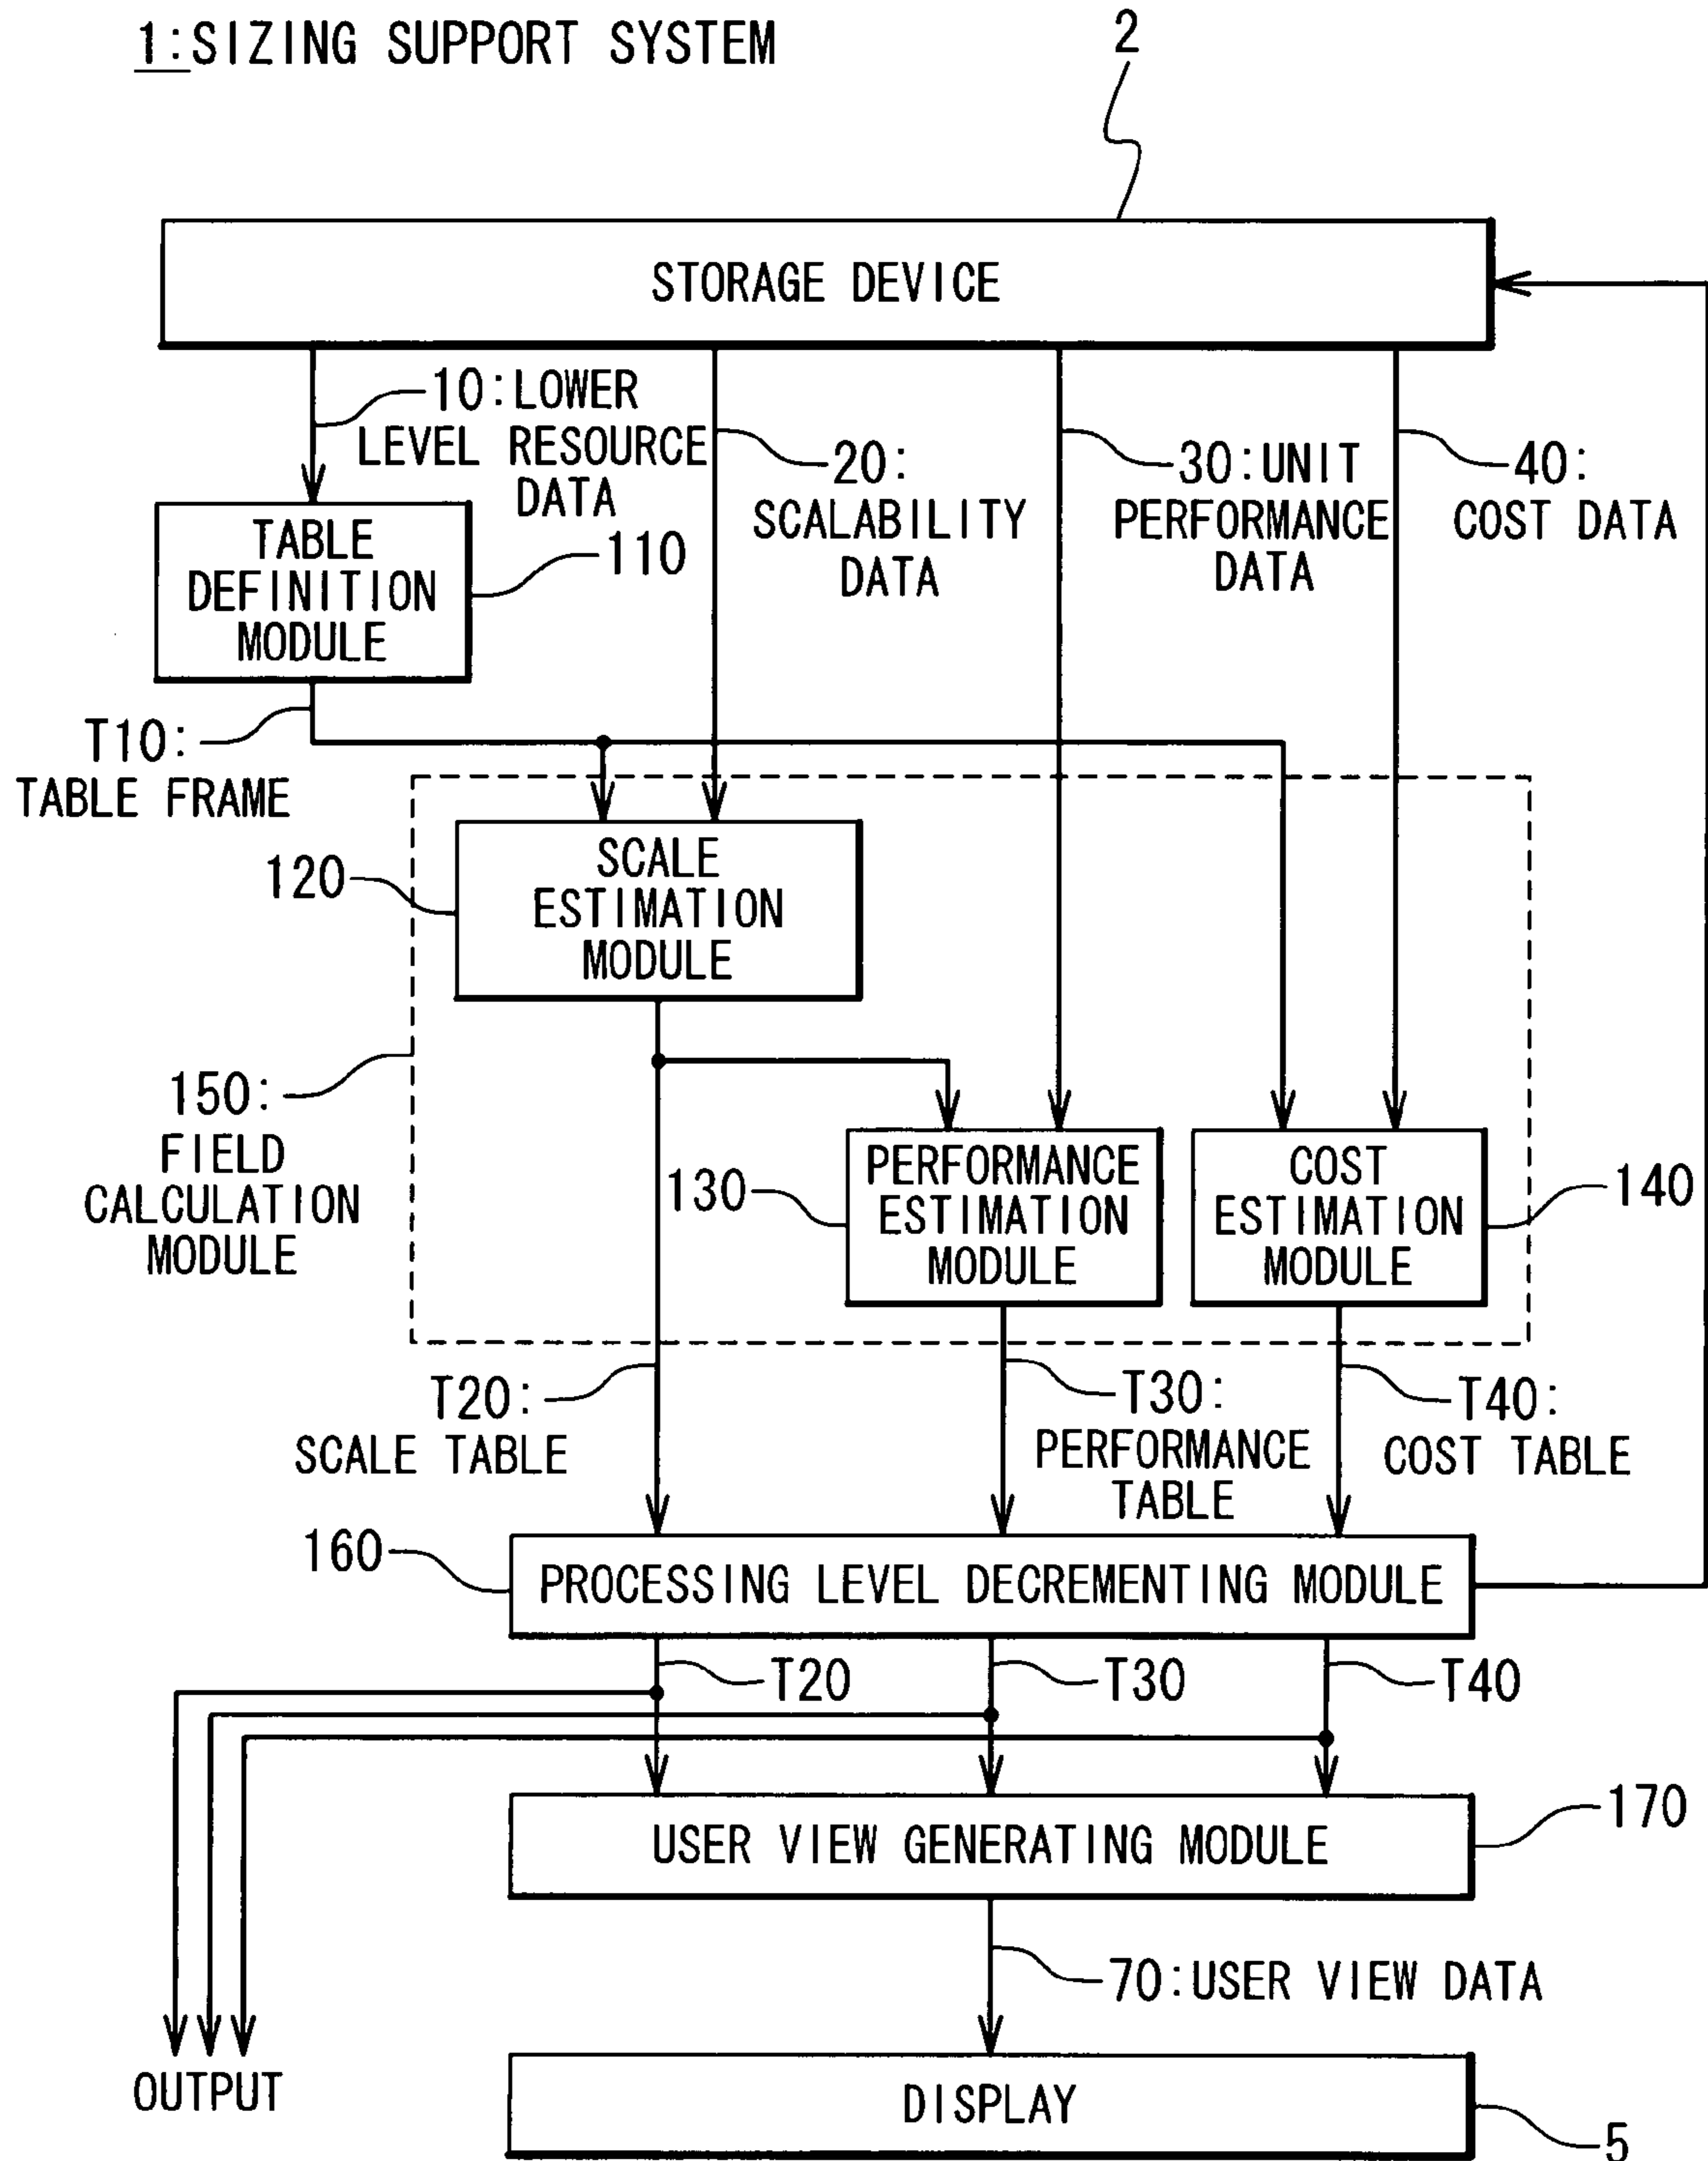 1:SIZING SUPPORT SYSTEM
2
STORAGE DEVICE
10:LOWER
LEVEL RESOURCE
DATA
20:
SCALABILITY
DATA
30:UNIT
PERFORMANCE
DATA
40:
COST DATA
TABLE
DEFINITION
MODULE
110
T10:
TABLE FRAME
120
SCALE
ESTIMATION
MODULE
150:
FIELD
CALCULATION
MODULE
130
PERFORMANCE
ESTIMATION
MODULE
COST
ESTIMATION
MODULE
140
T20:
SCALE TABLE
T30:
PERFORMANCE
TABLE
T40:
COST TABLE
160
PROCESSING LEVEL DECREMENTING MODULE
T20
T30
T40
USER VIEW GENERATING MODULE
170
70:USER VIEW DATA
OUTPUT
DISPLAY
5